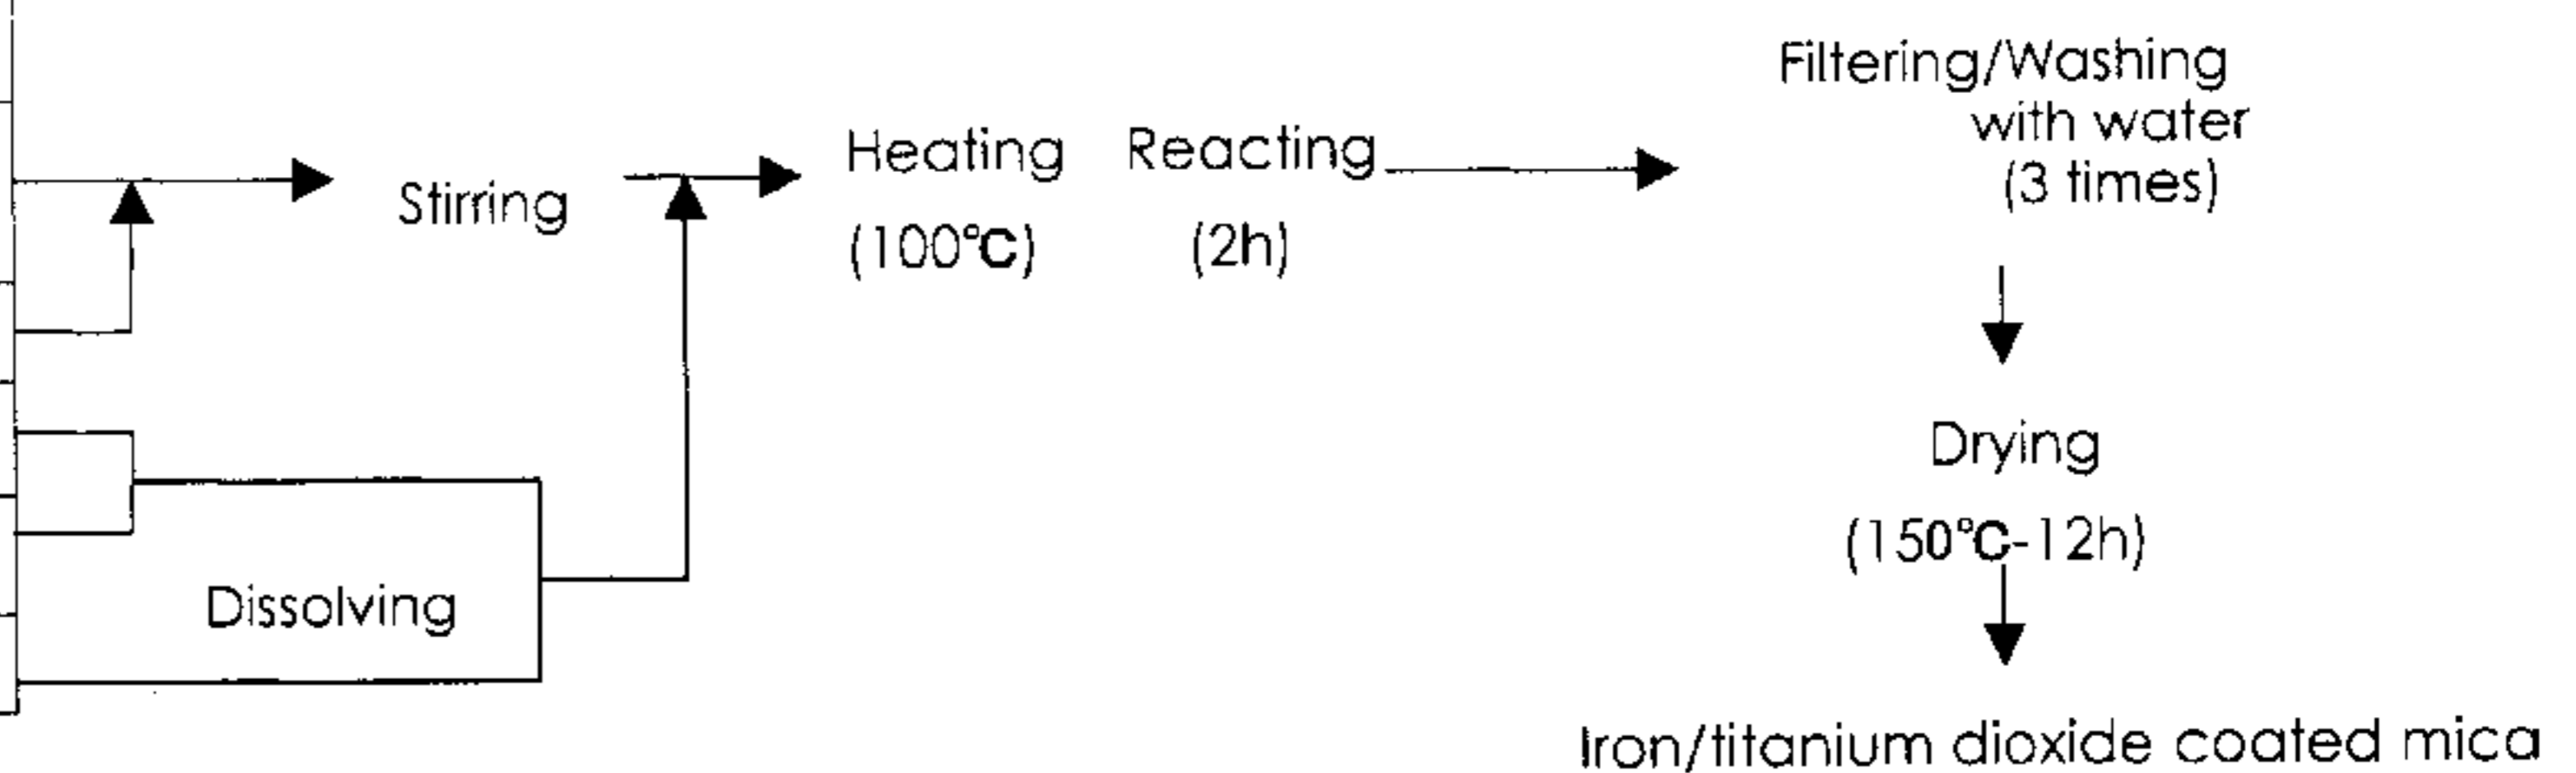 Stirring
Dissolving
Heating Reacting
(100℃) (2h)
Filtering/Washing
with water
(3 times)
Drying
(150℃-12h)
Iron/titanium dioxide coated mica